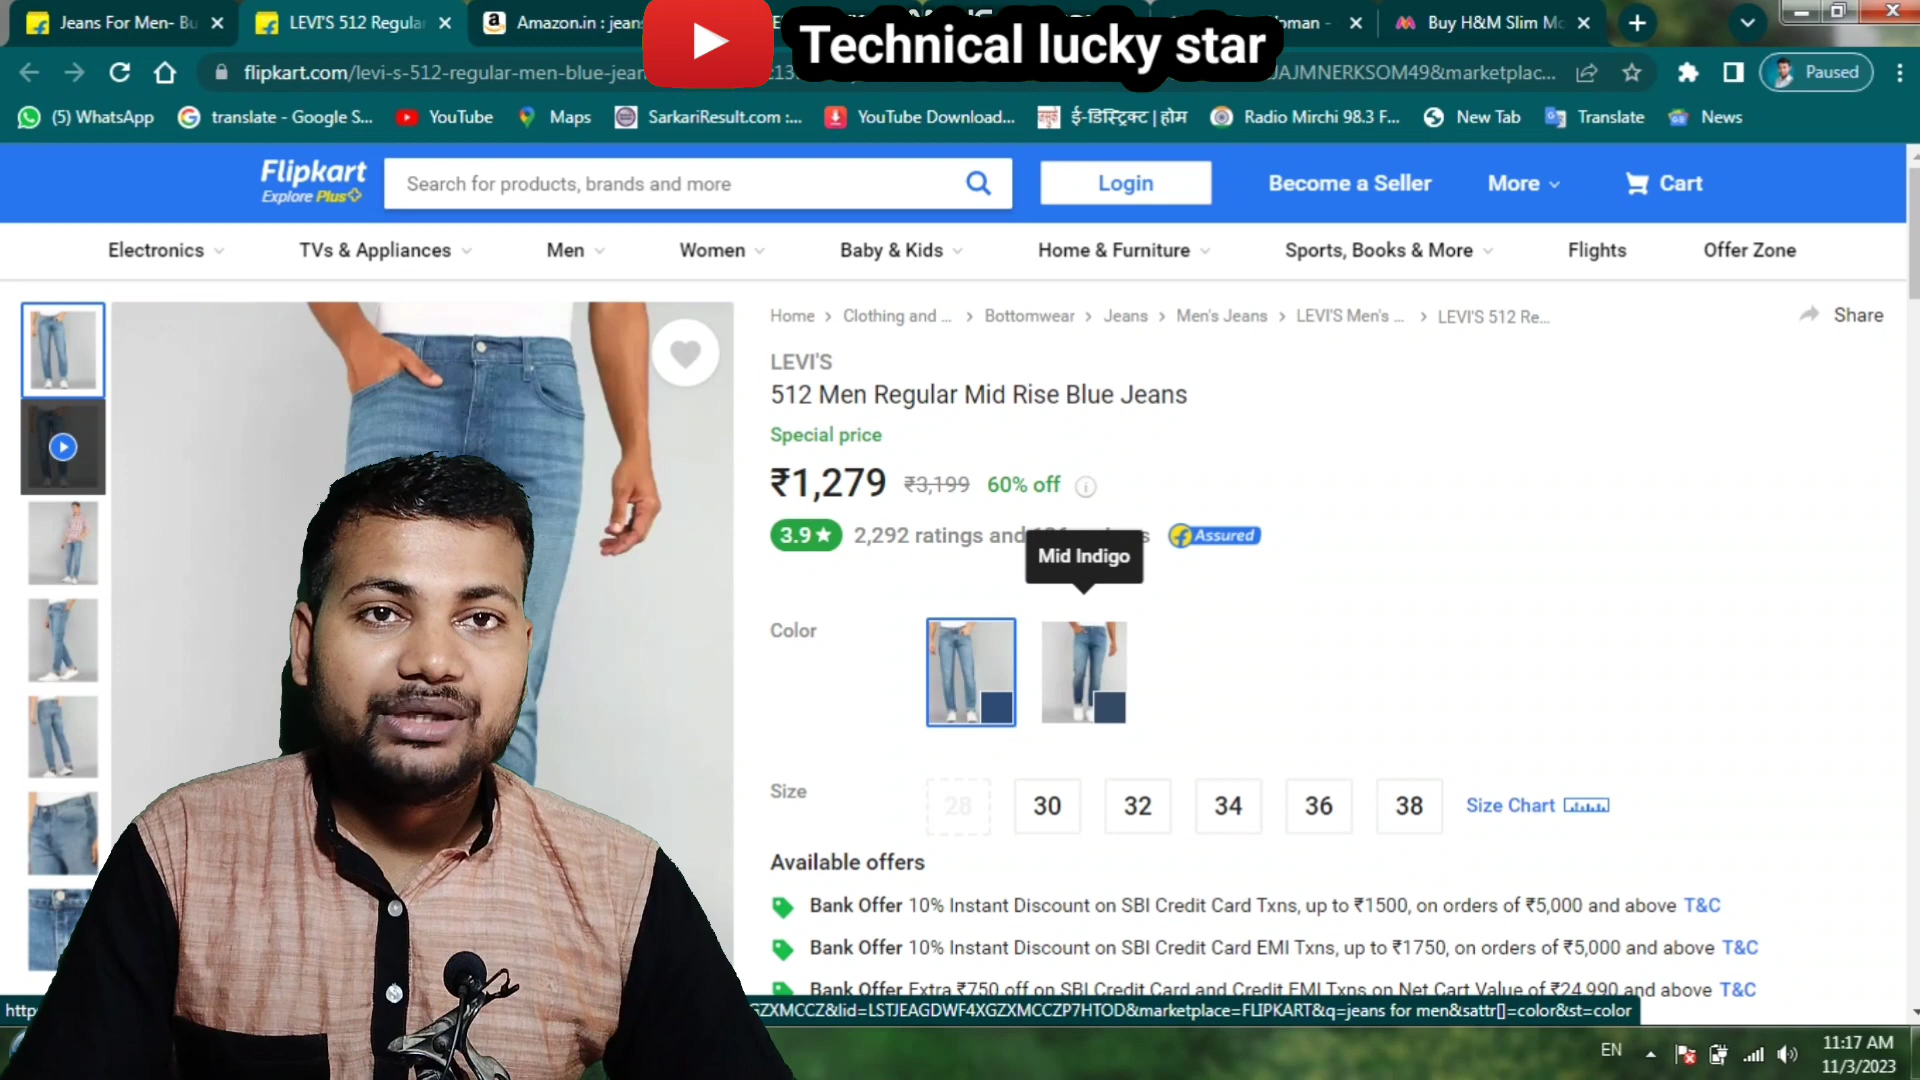 Jeans For Men- Bu
LEVI'S 512 Regular
Amazon.in : jeans
Buy H&M Slim Mo
Technical lucky star
flipkart.com/levi-s-512-regular-men-blue-jean
JAJMNERKSOM49&marketplac...
Paused
(5) WhatsApp
translate - Google S...
YouTube
Maps
SarkariResult.com :...
YouTube Download...
ई-डिस्ट्रिक्ट | होम
Radio Mirchi 98.3 F...
New Tab
Translate
News
Flipkart
Explore Plus
Search for products, brands and more
Login
Become a Seller
More
Cart
Electronics
TVs & Appliances
Men
Women
Baby & Kids
Home & Furniture
Sports, Books & More
Flights
Offer Zone
Home > Clothing and ... > Bottomwear > Jeans > Men's Jeans > LEVI'S Men's ... > LEVI'S 512 Re...
Share
LEVI'S
512 Men Regular Mid Rise Blue Jeans
Special price
₹1,279 ₹3,199 60% off
3.9★ 2,292 ratings and
Assured
Mid Indigo
Color
Size
28
30
32
34
36
38
Size Chart
Available offers
Bank Offer 10% Instant Discount on SBI Credit Card Txns, up to ₹1500, on orders of ₹5,000 and above T&C
Bank Offer 10% Instant Discount on SBI Credit Card EMI Txns, up to ₹1750, on orders of ₹5,000 and above T&C
Bank Offer Extra ₹750 off on SBI Credit Card and Credit EMI Txns on Net Cart Value of ₹24,990 and above T&C
GZXMCCZ&lid=LSTJEAGDWF4XGZXMCCZP7HTOD&marketplace=FLIPKART&q=jeans for men&sattr[]=color&st=color
EN
11:17 AM
11/3/2023